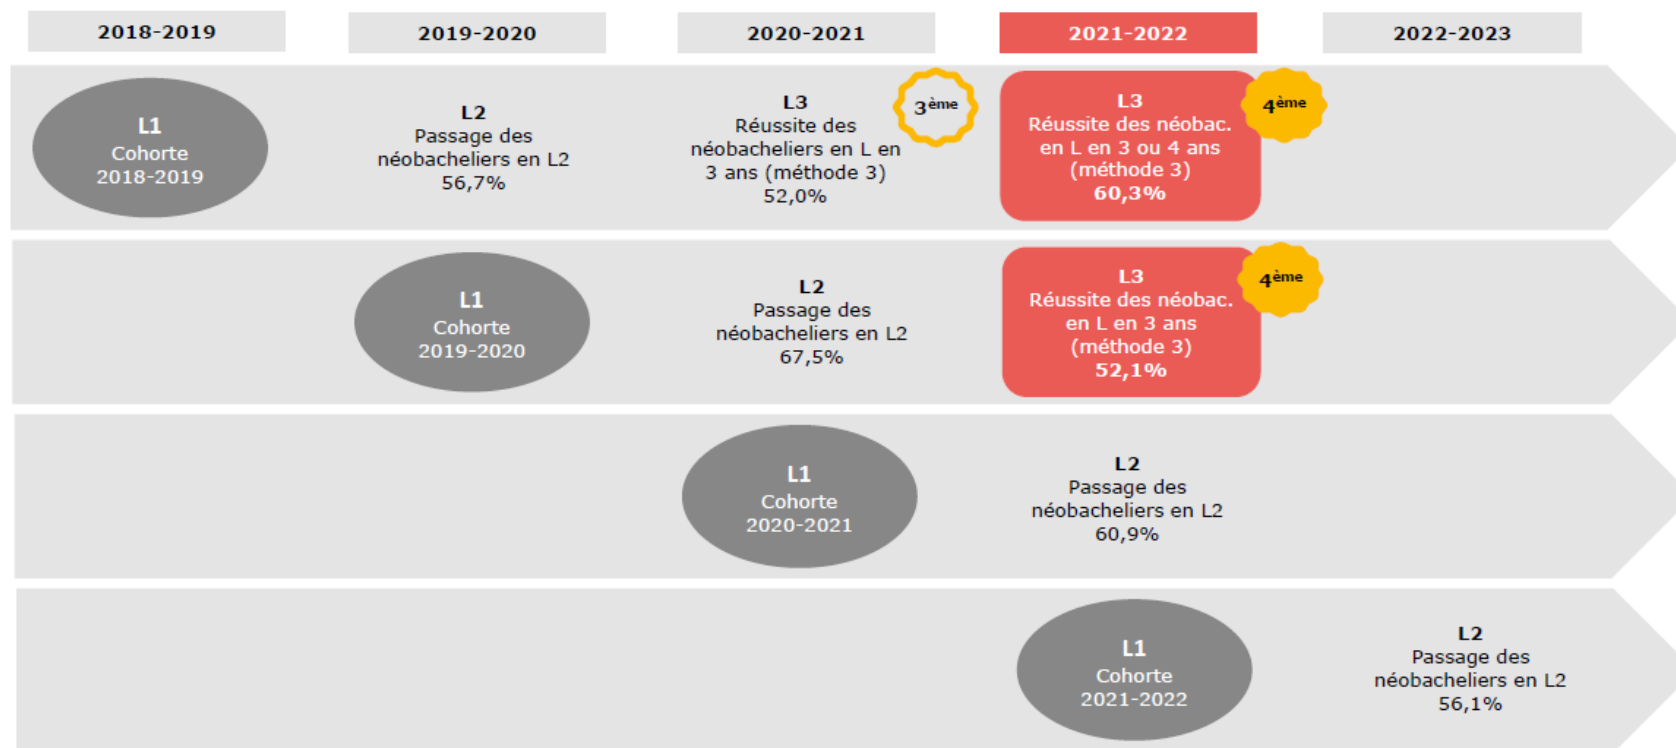 2018-2019
2019-2020
2020-2021
2021-2022
2022-2023
L1
Cohorte
2018-2019
L2
Passage des
néobacheliers en L2
56,7%
L3
Réussite des
néobacheliers en L en
3 ans (méthode 3)
52,0%
3ème
L3
Réussite des néobac.
en L en 3 ou 4 ans
(méthode 3)
60,3%
4ème
L1
Cohorte
2019-2020
L2
Passage des
néobacheliers en L2
67,5%
L3
Réussite des néobac.
en L en 3 ans
(méthode 3)
52,1%
4ème
L1
Cohorte
2020-2021
L2
Passage des
néobacheliers en L2
60,9%
L1
Cohorte
2021-2022
L2
Passage des
néobacheliers en L2
56,1%